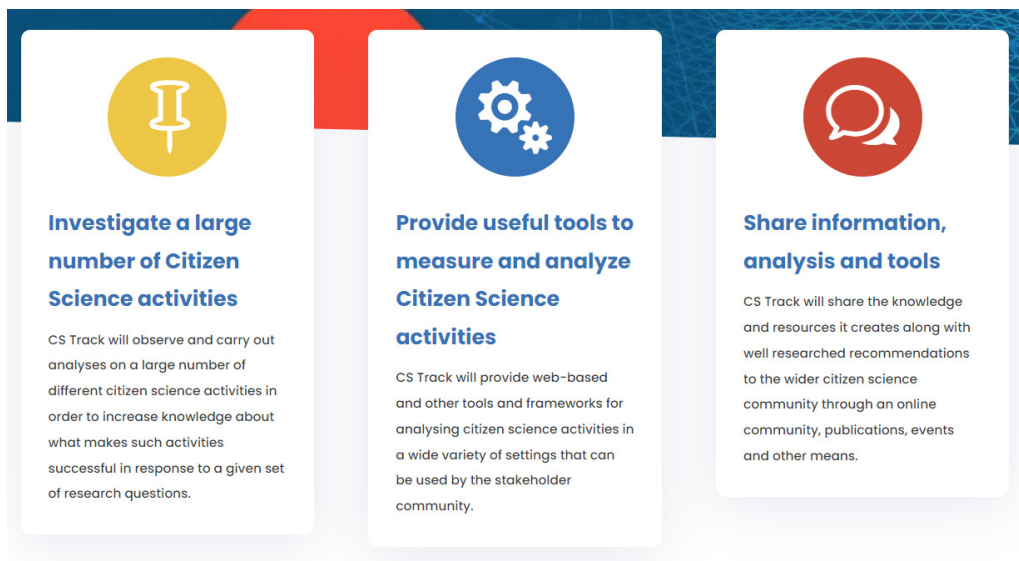 Investigate a large
number of Citizen
Science activities
CS Track will observe and carry out
analyses on a large number of
different citizen science activities in
order to increase knowledge about
what makes such activities
successful in response to a given set
of research questions.
Provide useful tools to
measure and analyze
Citizen Science
activities
CS Track will provide web-based
and other tools and frameworks for
analysing citizen science activities in
a wide variety of settings that can
be used by the stakeholder
community.
Share information,
analysis and tools
CS Track will share the knowledge
and resources it creates along with
well researched recommendations
to the wider citizen science
community through an online
community, publications, events
and other means.